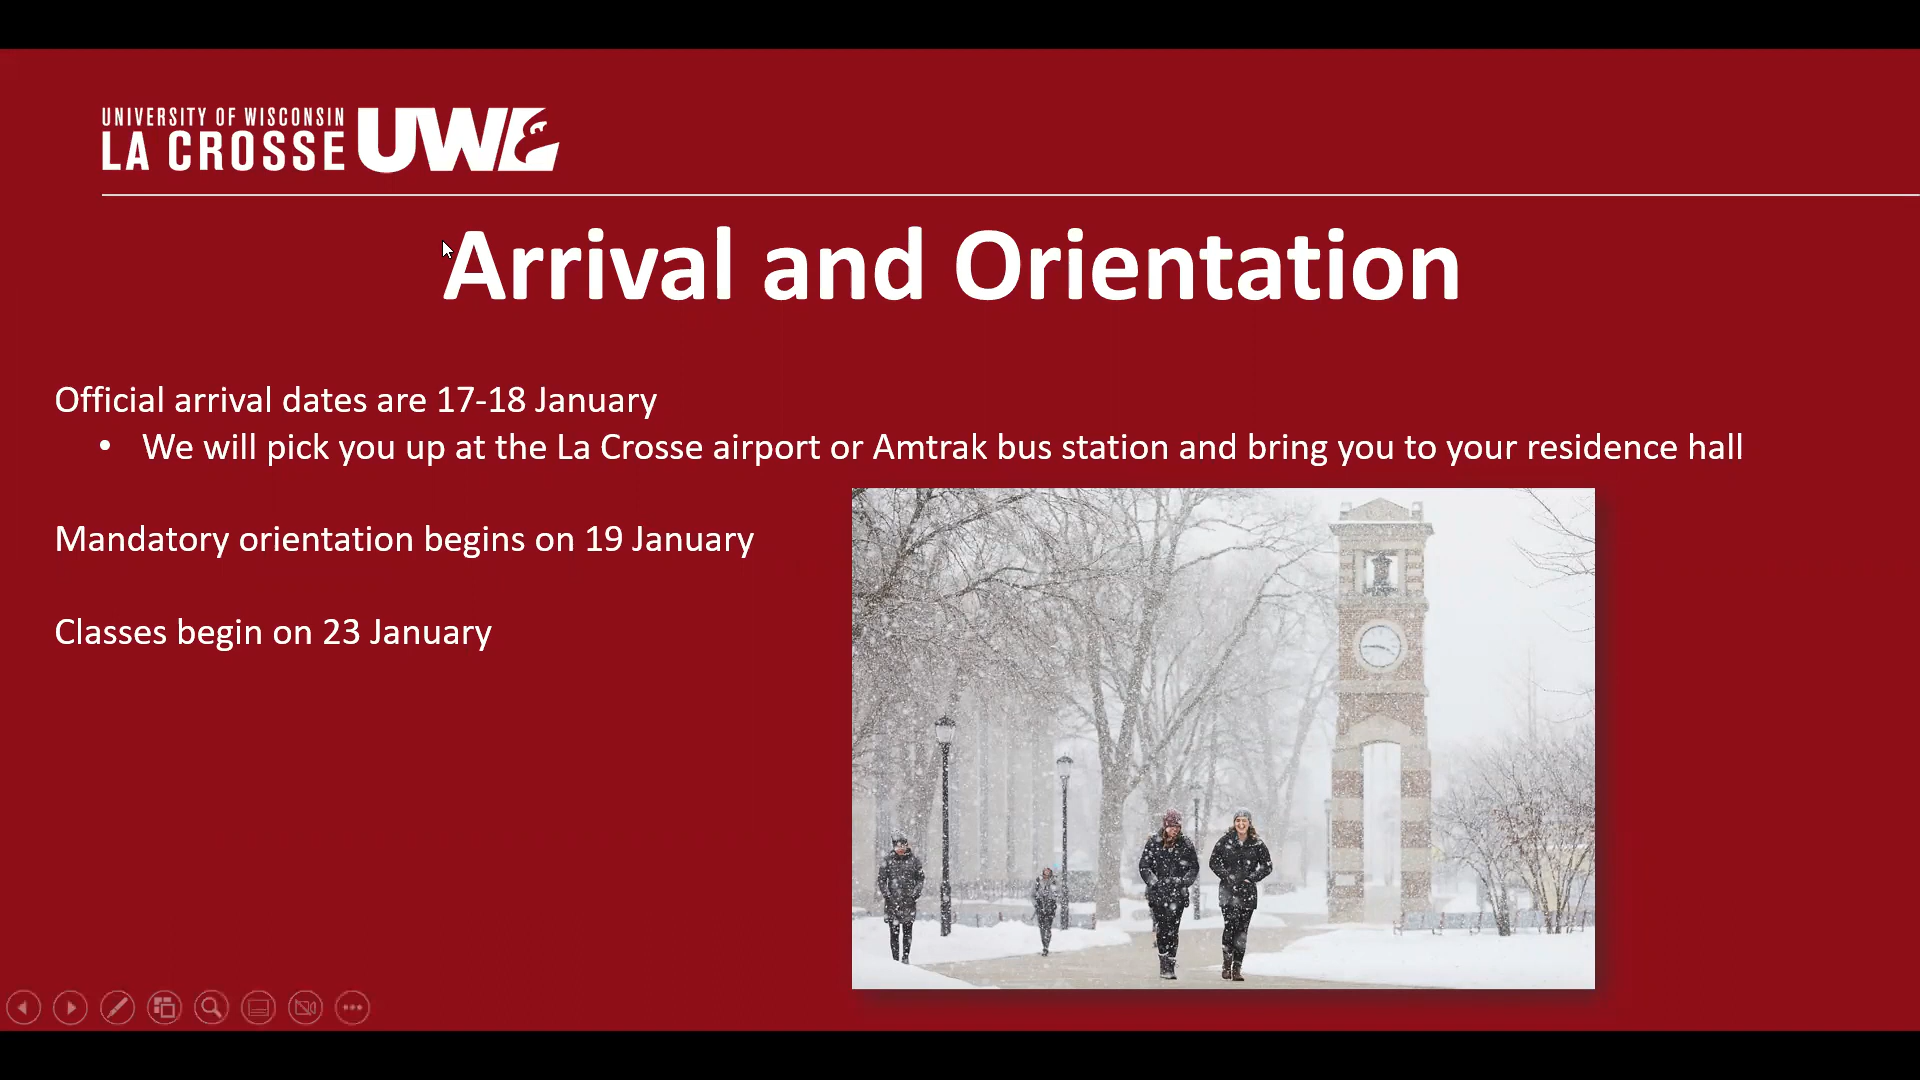 UNIVERSITY OF WISCONSIN
LA CROSSE UWL
Arrival and Orientation
Official arrival dates are 17-18 January
• We will pick you up at the La Crosse airport or Amtrak bus station and bring you to your residence hall
Mandatory orientation begins on 19 January
Classes begin on 23 January